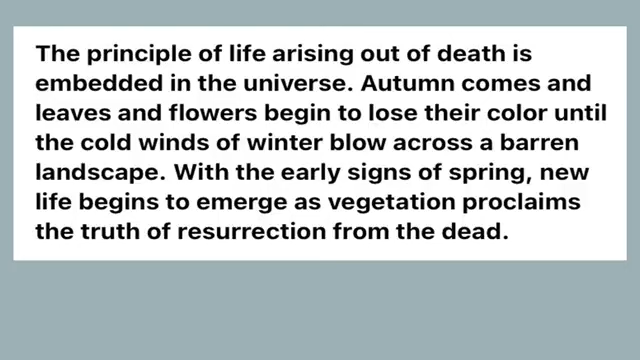 The principle of life arising out of death is
embedded in the universe. Autumn comes and
leaves and flowers begin to lose their color until
the cold winds of winter blow across a barren
landscape. With the early signs of spring, new
life begins to emerge as vegetation proclaims
the truth of resurrection from the dead.